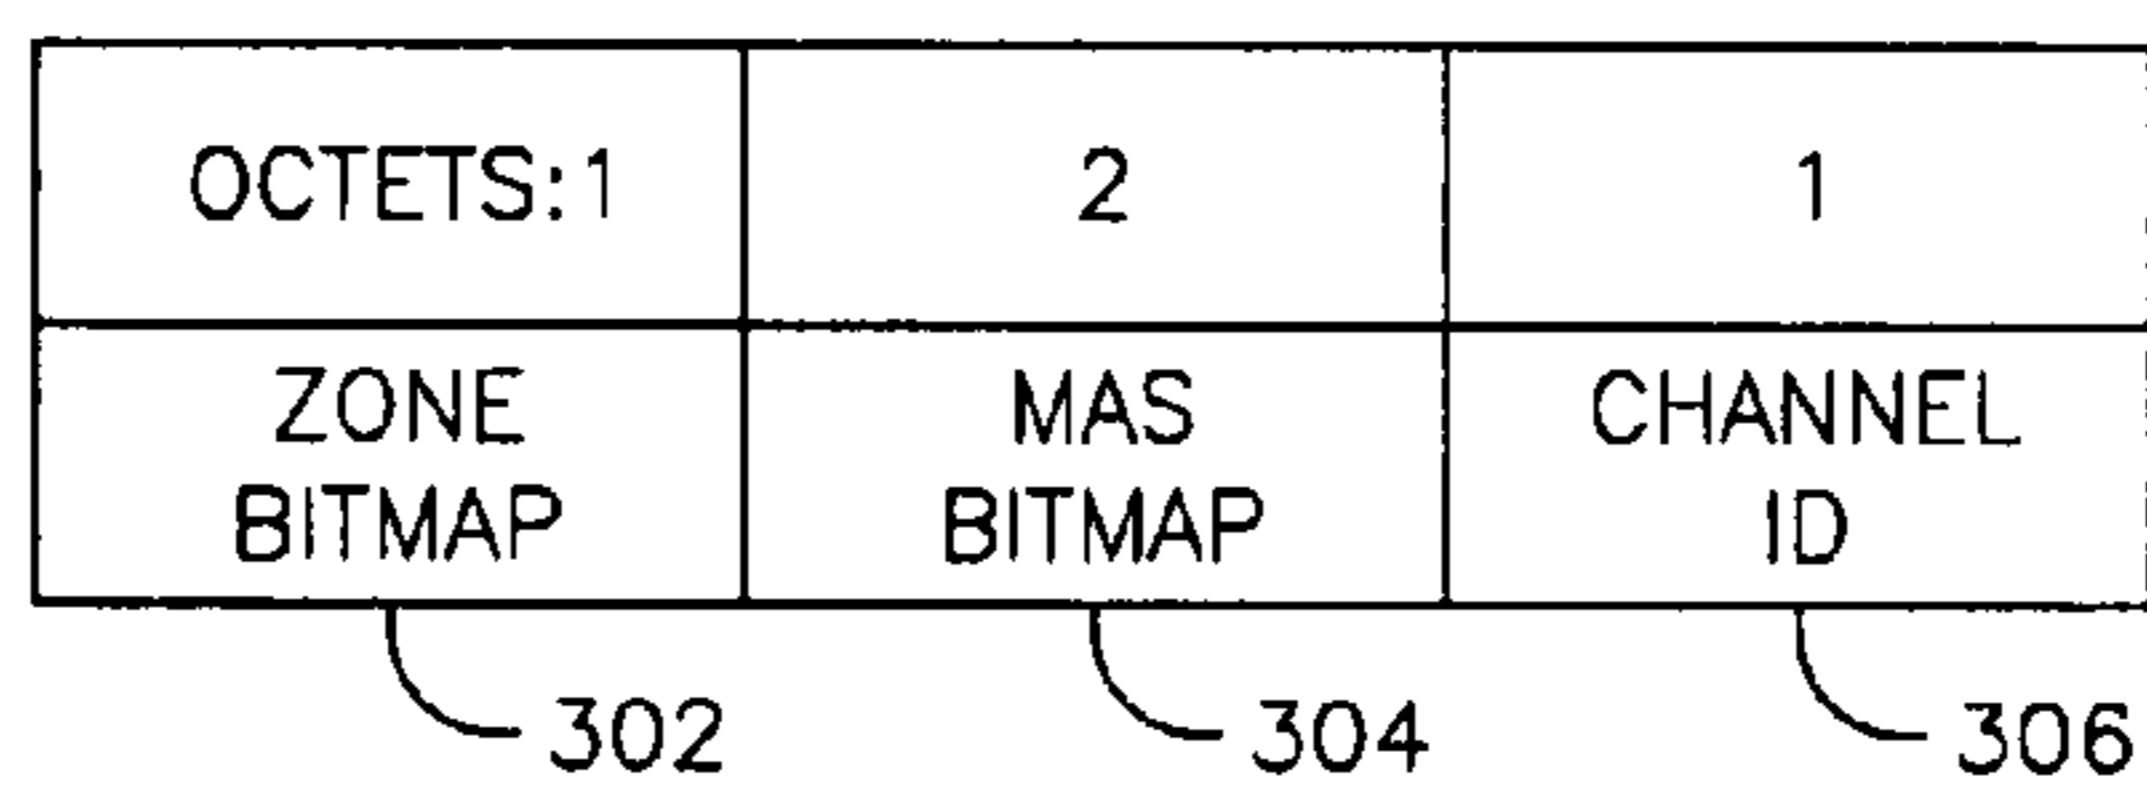 OCTETS:1 2 1
ZONE BITMAP
MAS BITMAP
CHANNEL ID
302 304 306